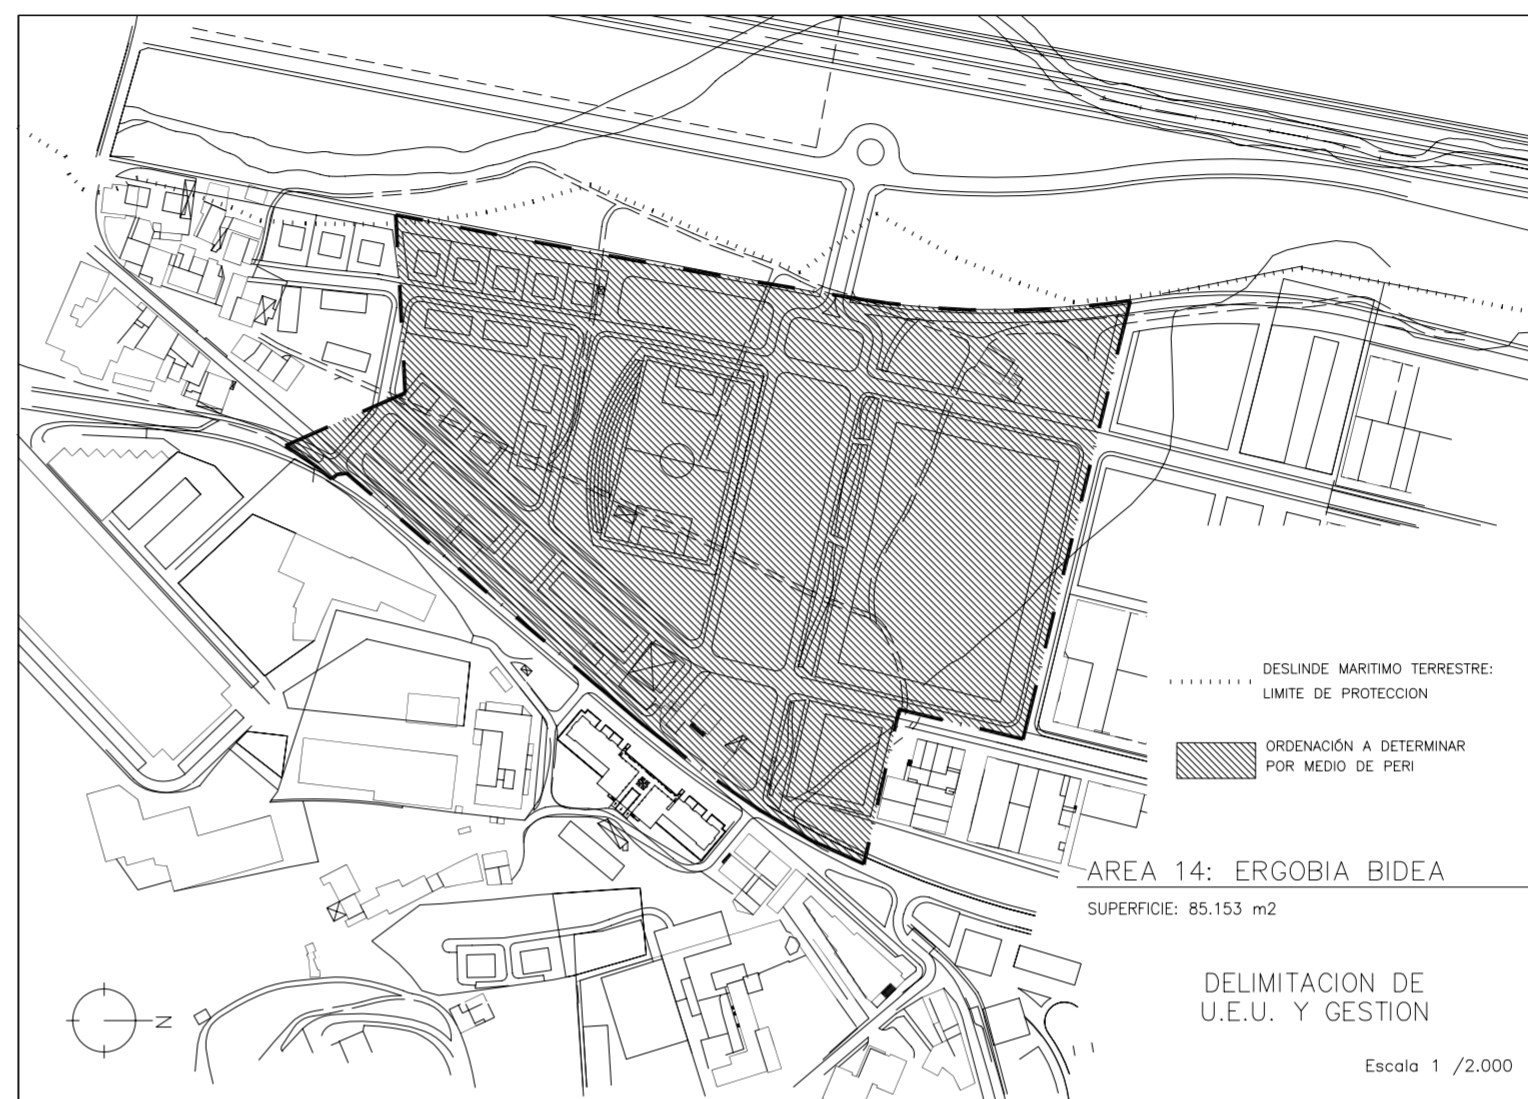 DESLINDE MARITIMO TERRESTRE:
LIMITE DE PROTECCION
ORDENACIÓN A DETERMINAR
POR MEDIO DE PERI
AREA 14: ERGOBIA BIDEA
SUPERFICIE: 85.153 m2
DELIMITACION DE
U.E.U. Y GESTION
N
Escala 1 /2.000